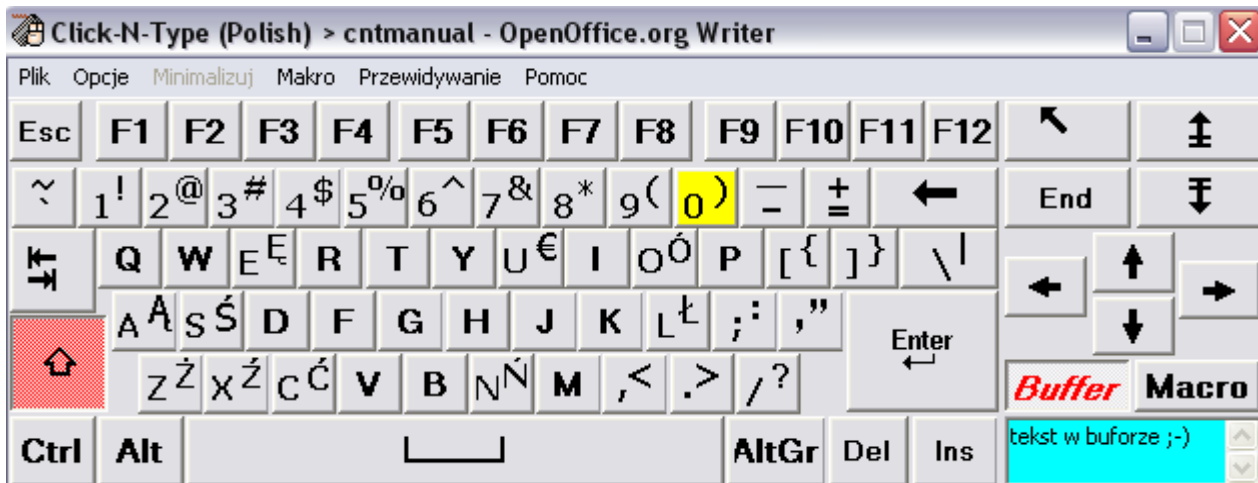 Click-N-Type (Polish) > cntmanual - OpenOffice.org Writer
Plik Opcje Minimalizuj Makro Przewidywanie Pomoc
Esc F1 F2 F3 F4 F5 F6 F7 F8 F9 F10 F11 F12
~ ` 1 ! 2 @ 3 # 4 $ 5 % 6 ^ 7 & 8 * 9 ( 0 ) — - + = End
Q W E Ę R T Y U € I O Ó P [ { ] } \ |
A Ą S Ś D F G H J K L Ł ; : , ” Enter
Z Ż X Ź C Ć V B N Ń M , < . > / ? Buffer Macro
Ctrl Alt AltGr Del Ins tekst w buforze ;-)